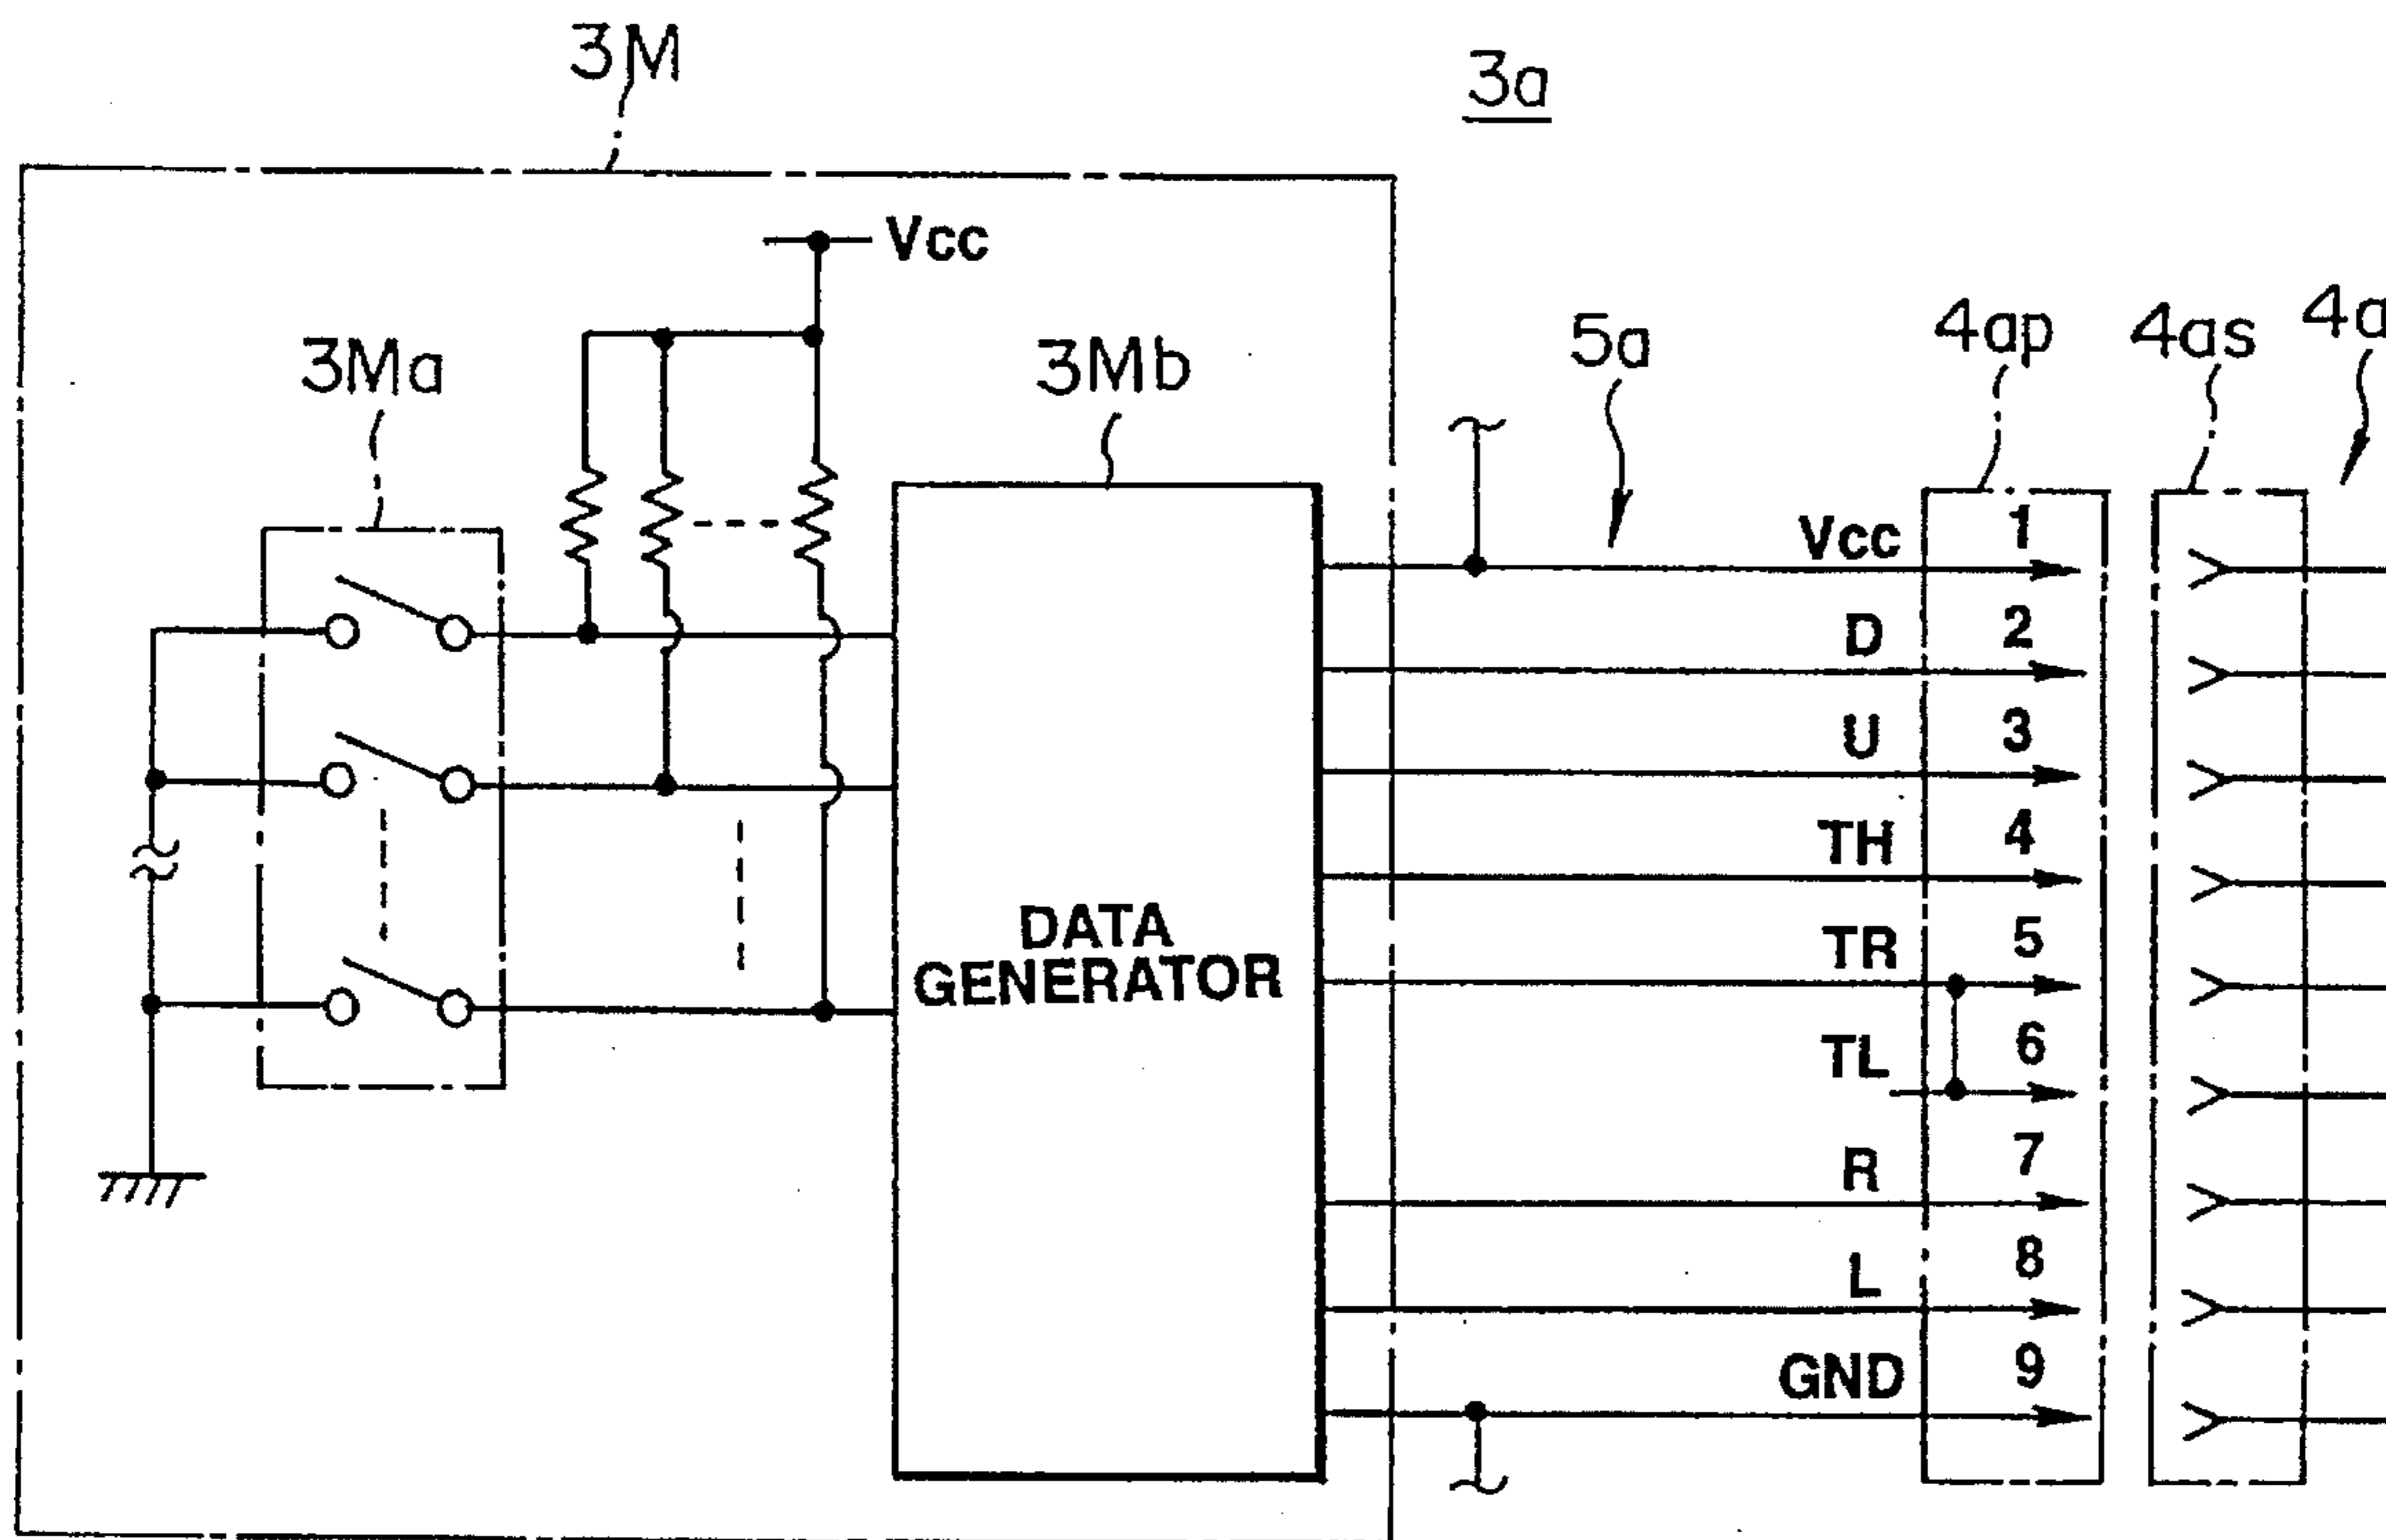 3M
3a
Vcc
3Ma
3Mb
5a
4ap
4as
4a
Vcc 1
D 2
U 3
TH 4
DATA
GENERATOR
TR 5
TL 6
R 7
L 8
GND 9